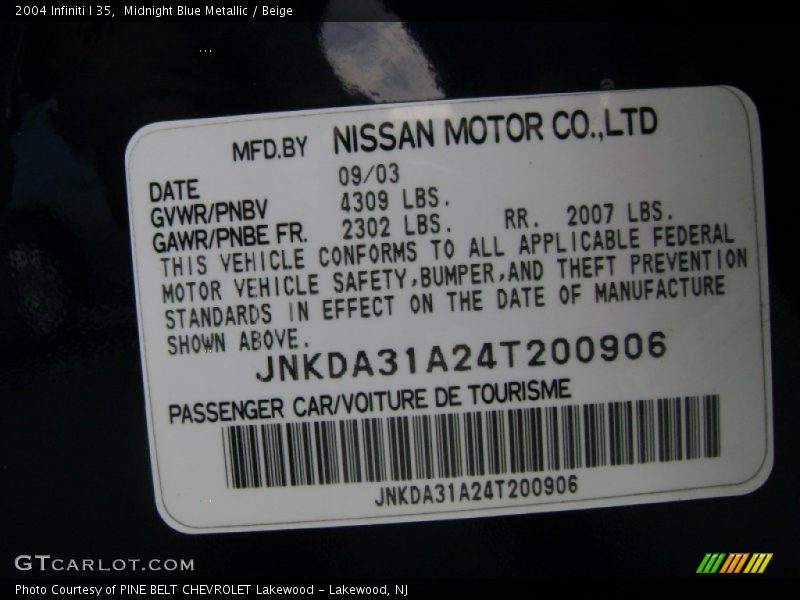 2004 Infiniti I 35,  Midnight Blue Metallic / Beige
MFD.BY NISSAN MOTOR CO.,LTD
DATE 09/03
GVWR/PNBV 4309 LBS.
GAWR/PNBE FR. 2302 LBS. RR. 2007 LBS.
THIS VEHICLE CONFORMS TO ALL APPLICABLE FEDERAL
MOTOR VEHICLE SAFETY,BUMPER,AND THEFT PREVENTION
STANDARDS IN EFFECT ON THE DATE OF MANUFACTURE
SHOWN ABOVE.
JNKDA31A24T200906
PASSENGER CAR/VOITURE DE TOURISME
JNKDA31A24T200906
GTCARLOT.COM
Photo Courtesy of PINE BELT CHEVROLET Lakewood - Lakewood, NJ